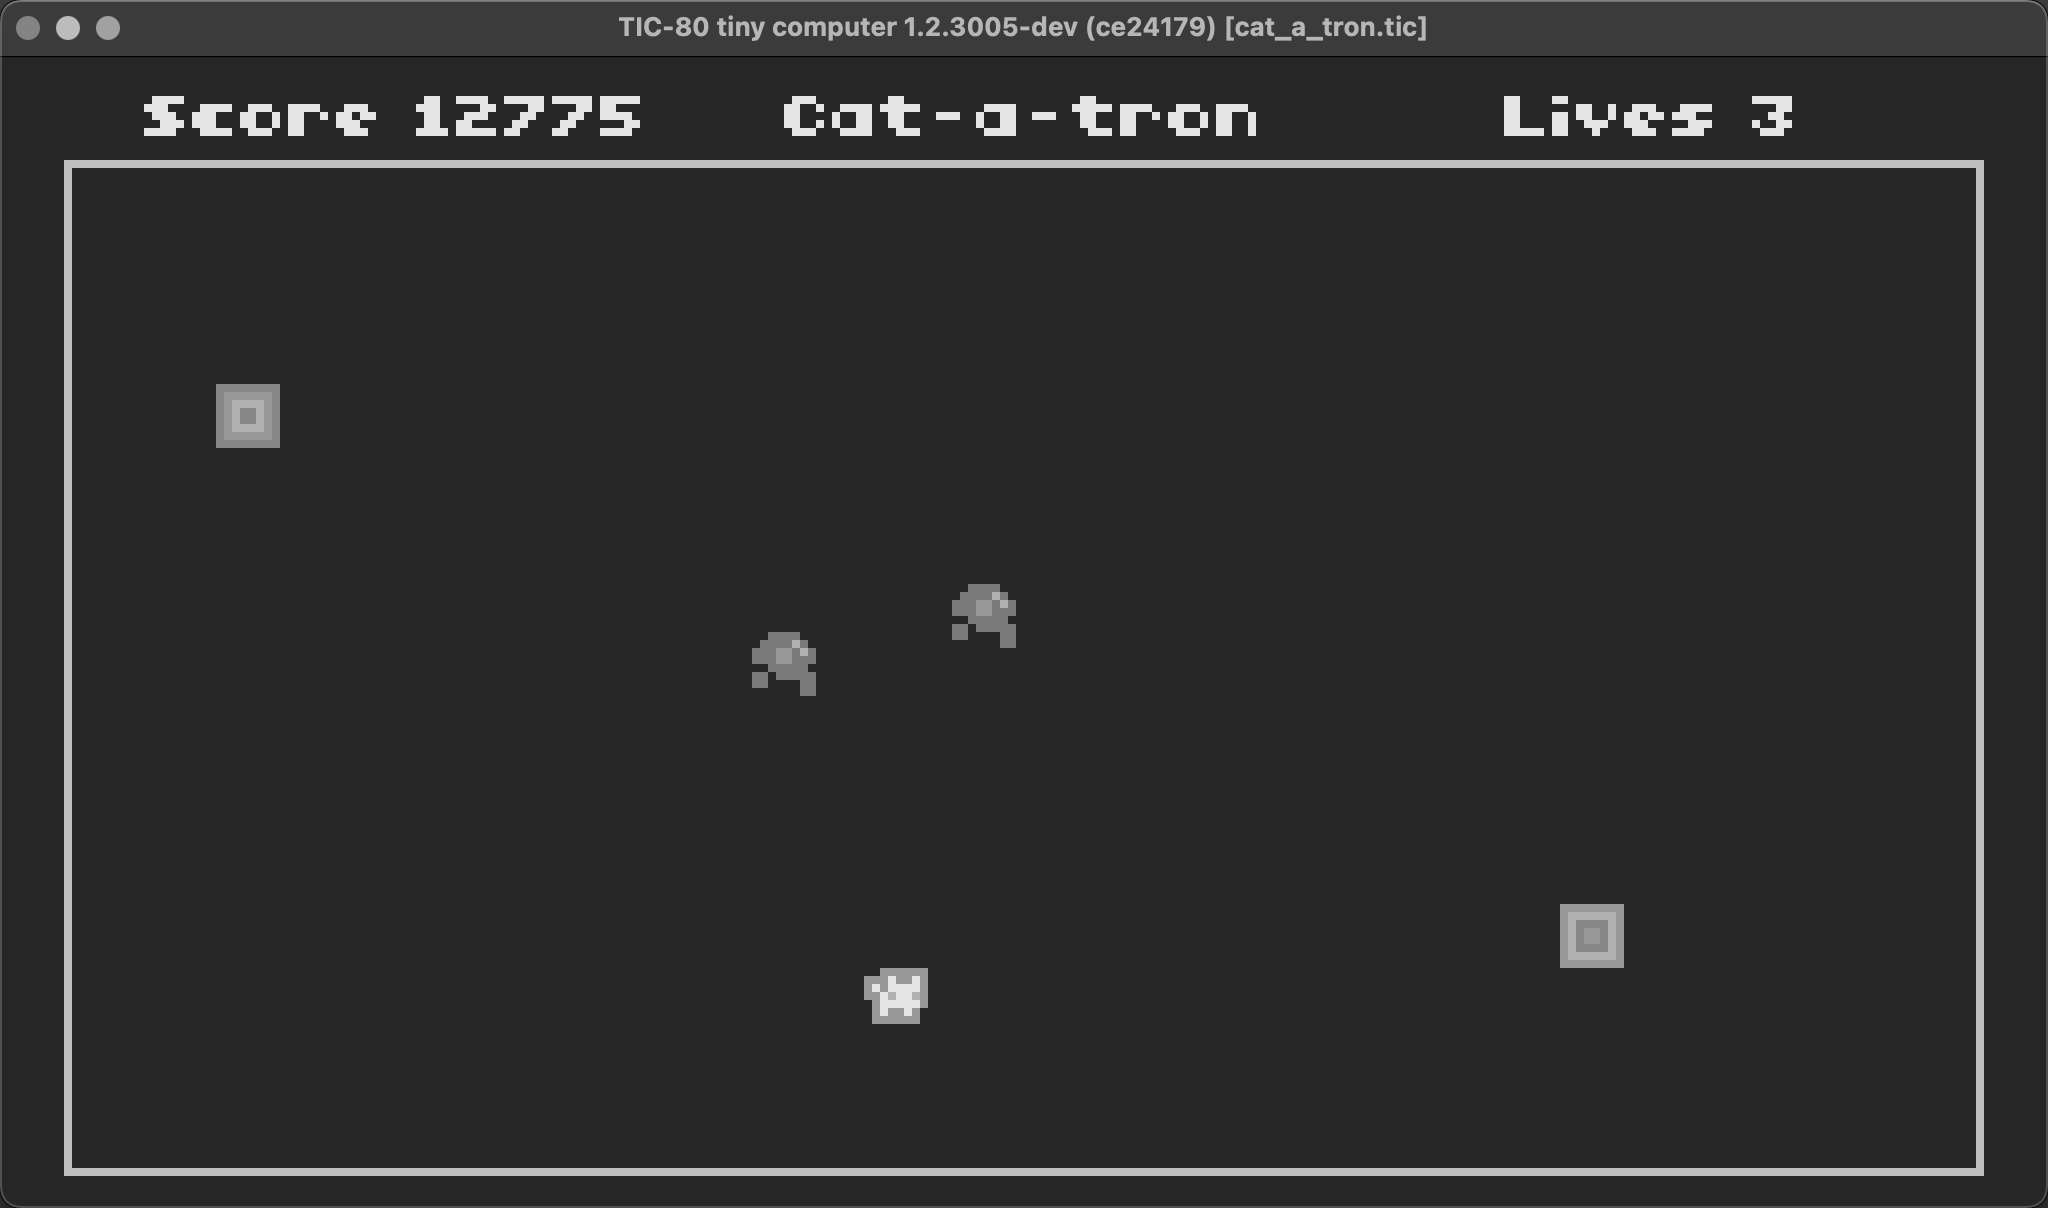 TIC-80 tiny computer 1.2.3005-dev (ce24179) [cat_a_tron.tic]
Score 12775 Cat-a-tron Lives 3